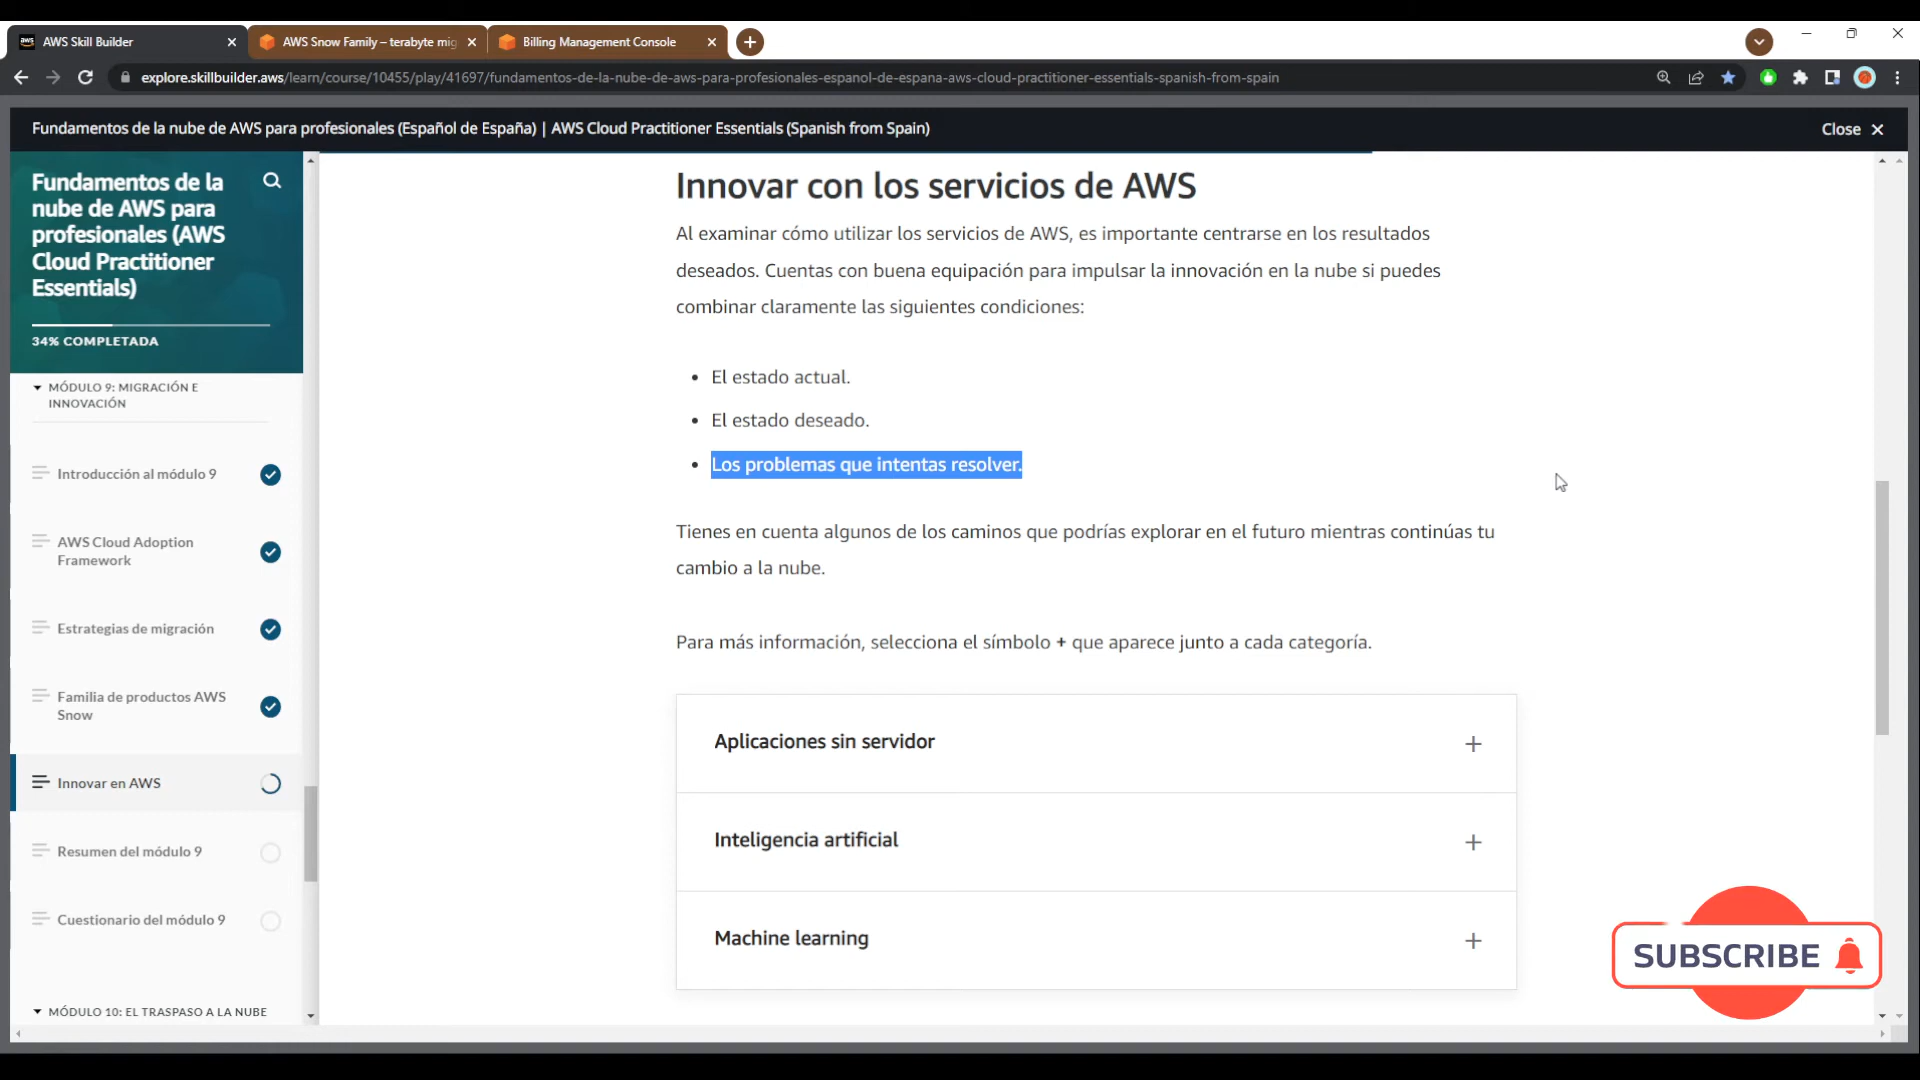 AWS Skill Builder
AWS Snow Family – terabyte mig
Billing Management Console
explore.skillbuilder.aws/learn/course/10455/play/41697/fundamentos-de-la-nube-de-aws-para-profesionales-espanol-de-espana-aws-cloud-practitioner-essentials-spanish-from-spain
Fundamentos de la nube de AWS para profesionales (Español de España) | AWS Cloud Practitioner Essentials (Spanish from Spain)
Close
Fundamentos de la
nube de AWS para
profesionales (AWS
Cloud Practitioner
Essentials)
34% COMPLETADA
MÓDULO 9: MIGRACIÓN E
INNOVACIÓN
Introducción al módulo 9
AWS Cloud Adoption
Framework
Estrategias de migración
Familia de productos AWS
Snow
Innovar en AWS
Resumen del módulo 9
Cuestionario del módulo 9
MÓDULO 10: EL TRASPASO A LA NUBE
Innovar con los servicios de AWS
Al examinar cómo utilizar los servicios de AWS, es importante centrarse en los resultados
deseados. Cuentas con buena equipación para impulsar la innovación en la nube si puedes
combinar claramente las siguientes condiciones:
• El estado actual.
• El estado deseado.
• Los problemas que intentas resolver.
Tienes en cuenta algunos de los caminos que podrías explorar en el futuro mientras continúas tu
cambio a la nube.
Para más información, selecciona el símbolo + que aparece junto a cada categoría.
Aplicaciones sin servidor
Inteligencia artificial
Machine learning
SUBSCRIBE